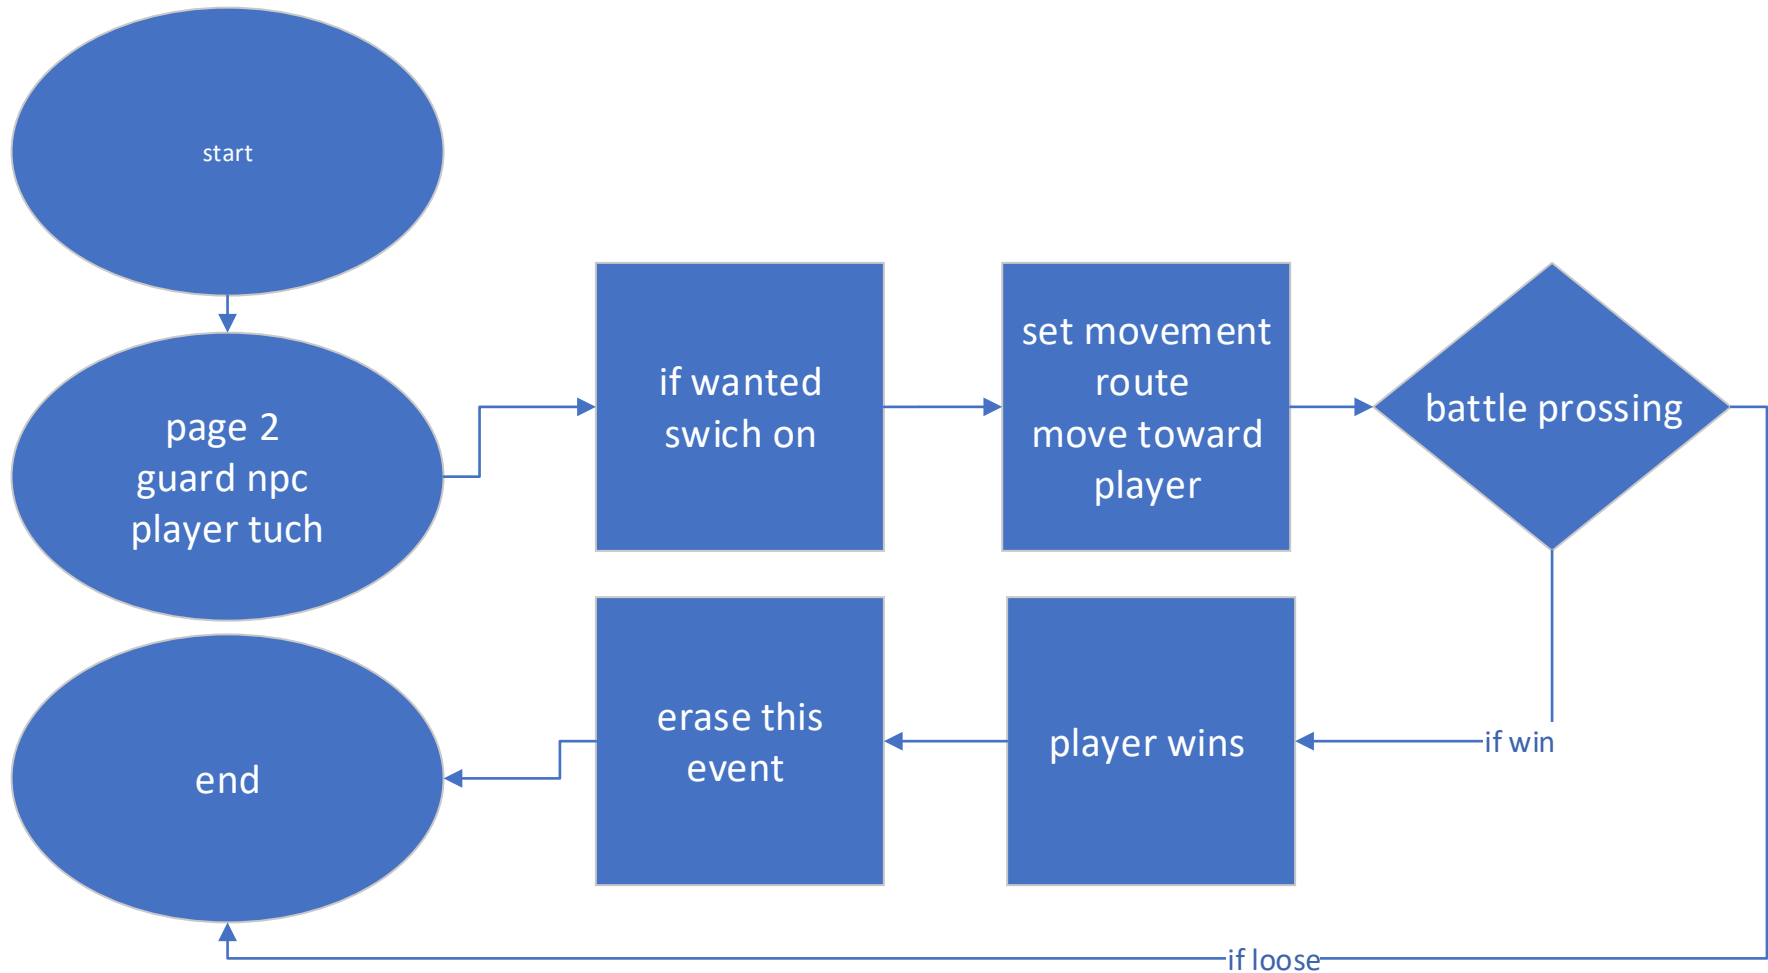 start
page 2
guard npc
player tuch
if wanted
swich on
set movement
route
move toward
player
battle prossing
if win
player wins
erase this
event
end
if loose